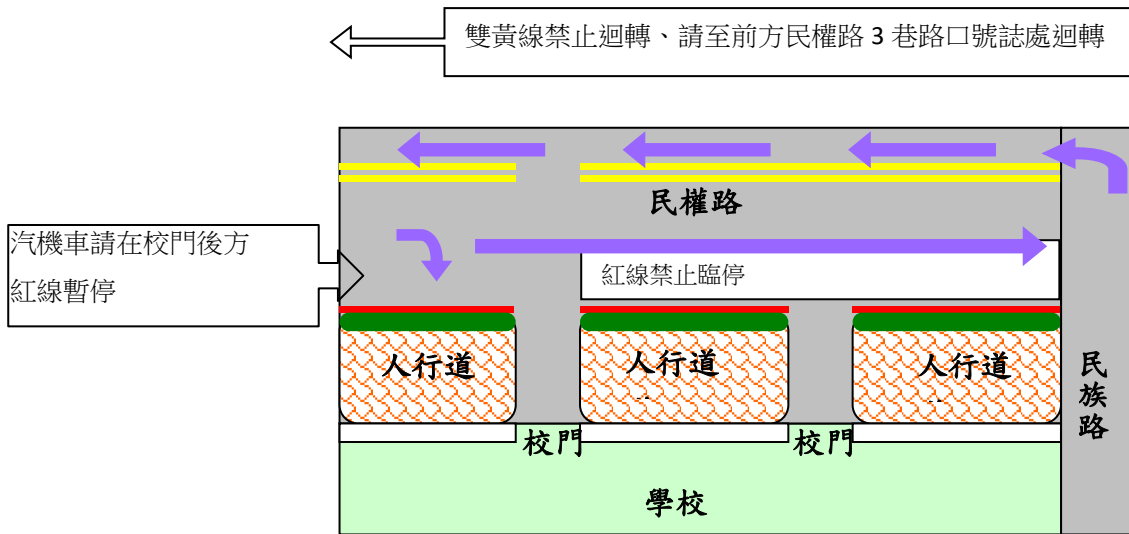 雙黃線禁止迴轉、請至前方民權路 3 巷路口號誌處迴轉
民權路
汽機車請在校門後方
紅線暫停
紅線禁止臨停
人行道
人行道
人行道
民族路
校門
校門
學校